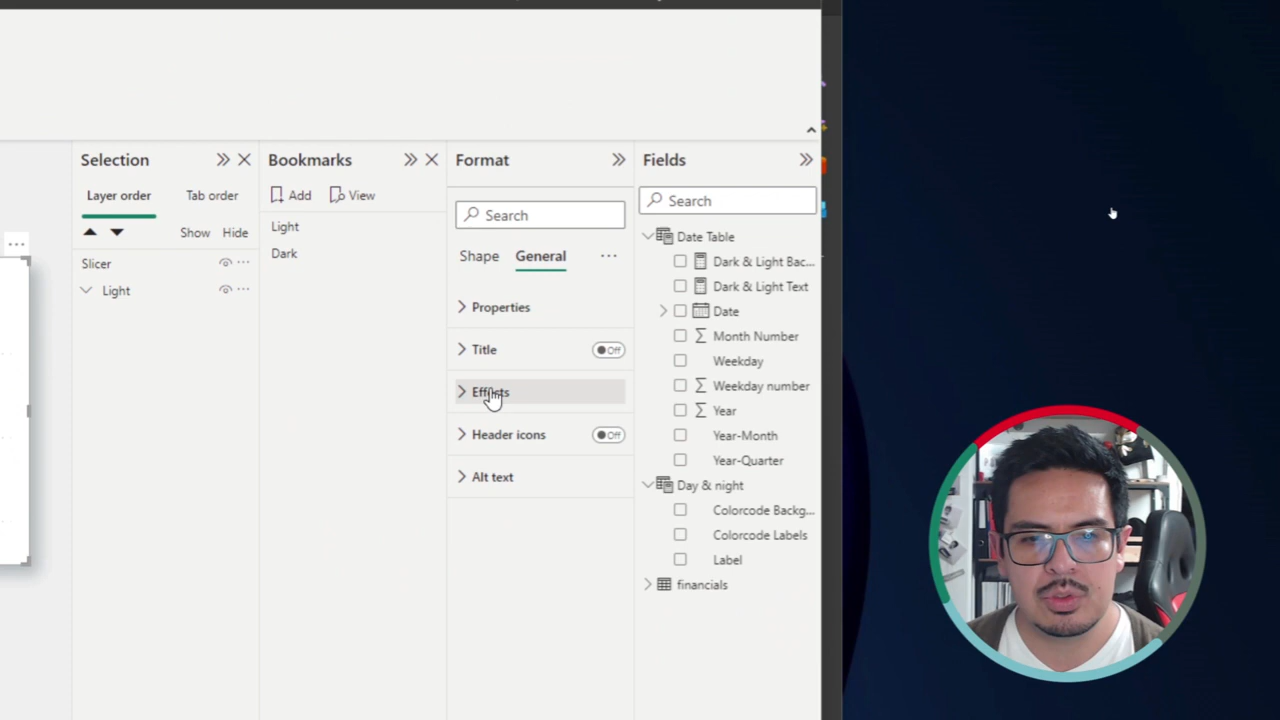 Selection
Layer order
Tab order
Show
Hide
Slicer
Light
Bookmarks
Add
View
Light
Dark
Format
Search
Shape
General
Properties
Title
Off
Effects
Header icons
Off
Alt text
Fields
Search
Date Table
Dark & Light Bac...
Dark & Light Text
Date
Month Number
Weekday
Weekday number
Year
Year-Month
Year-Quarter
Day & night
Colorcode Backg...
Colorcode Labels
Label
financials